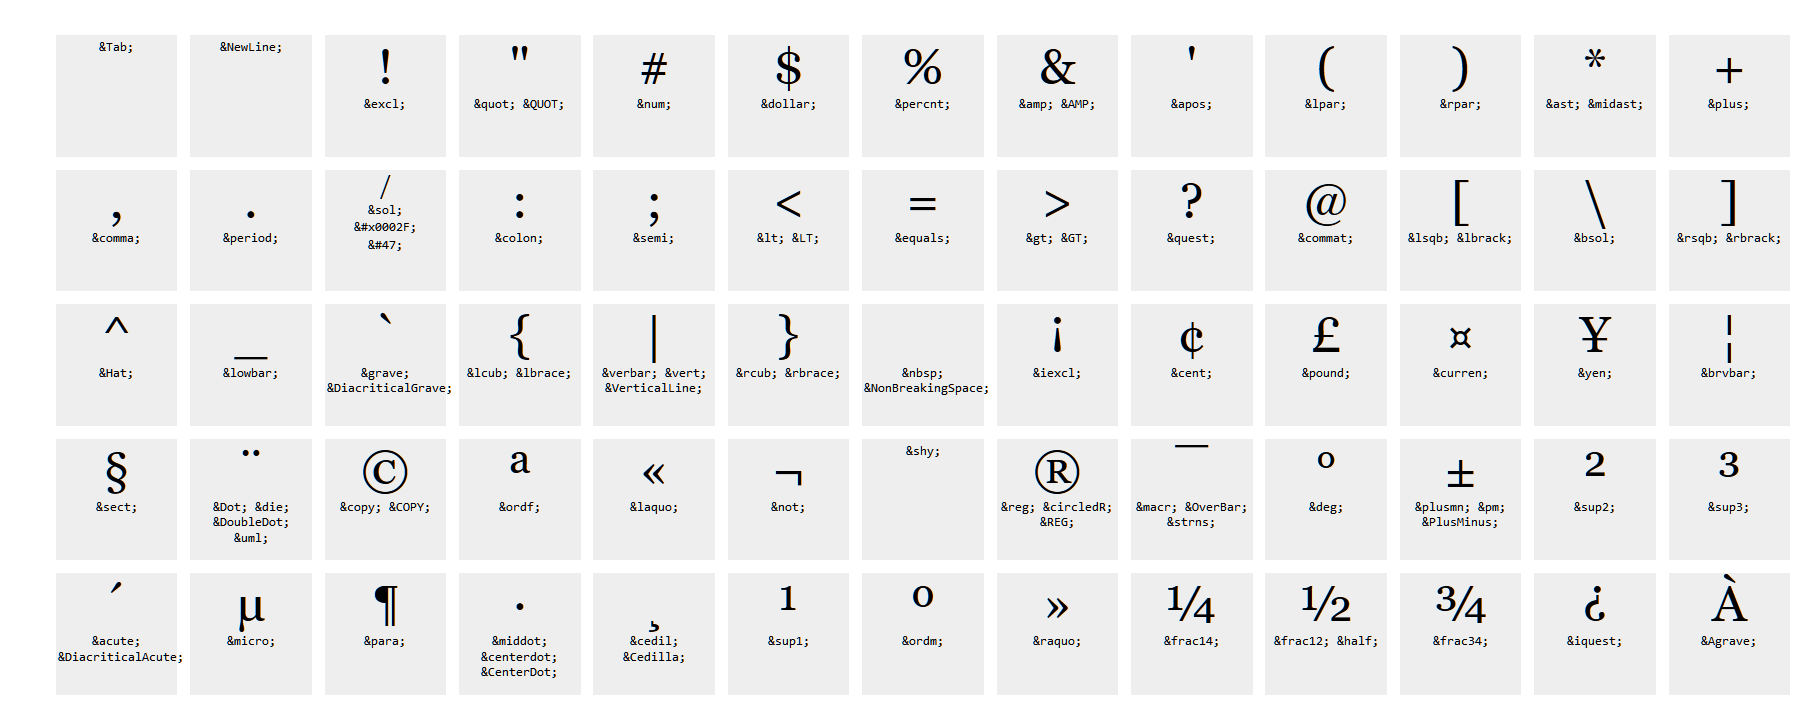 &Tab; &NewLine; ! " # $ % & ' ( ) * +
&excl; &quot; &QUOT; &num; &dollar; &percnt; &amp; &AMP; &apos; &lpar; &rpar; &ast; &midast; &plus;
, . / : ; < = > ? @ [ \ ]
&sol;
&#x0002F;
&comma; &period; &colon; &semi; &lt; &LT; &equals; &gt; &GT; &quest; &commat; &lsqb; &lbrack; &bsol; &rsqb; &rbrack;
&#47;
^ _ ` { | } ¡ ¢ £ ¤ ¥ ¦
&Hat; &lowbar; &grave; &lcub; &lbrace; &verbar; &vert; &rcub; &rbrace; &nbsp; &iexcl; &cent; &pound; &curren; &yen; &brvbar;
&DiacriticalGrave; &VerticalLine; &NonBreakingSpace;
§ ¨ © ª « ¬ &shy; ® ¯ ° ± ² ³
&sect; &Dot; &die; &copy; &COPY; &ordf; &laquo; &not; &reg; &circledR; &macr; &OverBar; &deg; &plusmn; &pm; &sup2; &sup3;
&DoubleDot; &REG; &strns; &PlusMinus;
&uml;
´ µ ¶ · ¸ ¹ º » ¼ ½ ¾ ¿ À
&acute; &micro; &para; &middot; &cedil; &sup1; &ordm; &raquo; &frac14; &frac12; &half; &frac34; &iquest; &Agrave;
&DiacriticalAcute; &centerdot; &Cedilla;
&CenterDot;